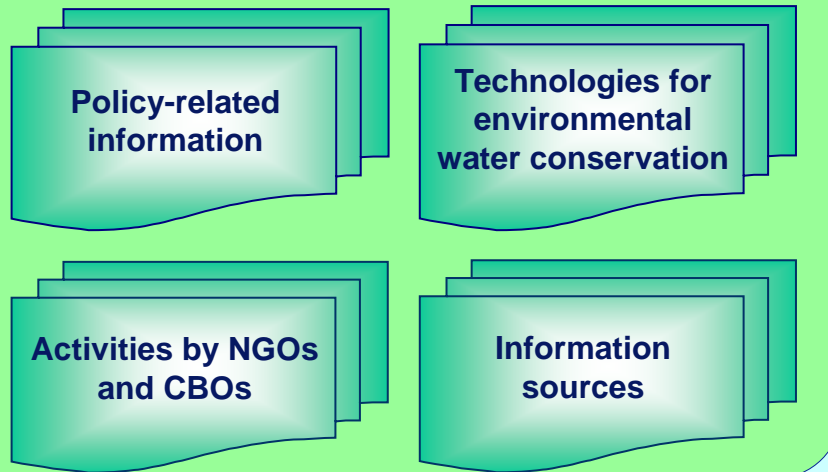 Policy-related
information
Technologies for
environmental
water conservation
Activities by NGOs
and CBOs
Information
sources